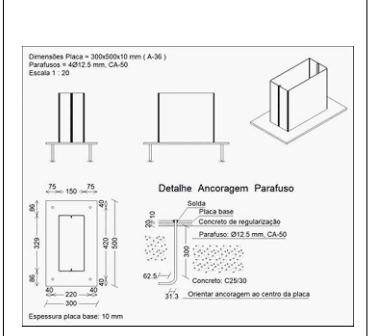 Dimensões Placa = 300x500x10 mm ( A-36 )
Parafusos = 4Ø12.5 mm, CA-50
Escala 1 : 20
75 150 75
86 329 86
40 420 40
500
40 220 40
300
Espessura placa base: 10 mm
Detalhe Ancoragem Parafuso
Solda
Placa base
Concreto de regularização
Parafuso: Ø12.5 mm, CA-50
20 10
300
62.5
Concreto: C25/30
31.3
Orientar ancoragem ao centro da placa